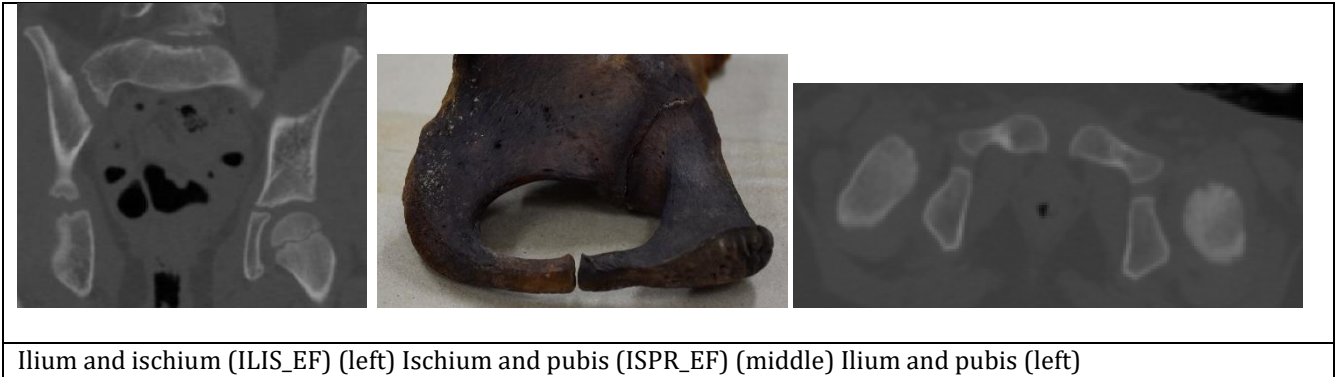 Ilium and ischium (ILIS_EF) (left) Ischium and pubis (ISPR_EF) (middle) Ilium and pubis (left)